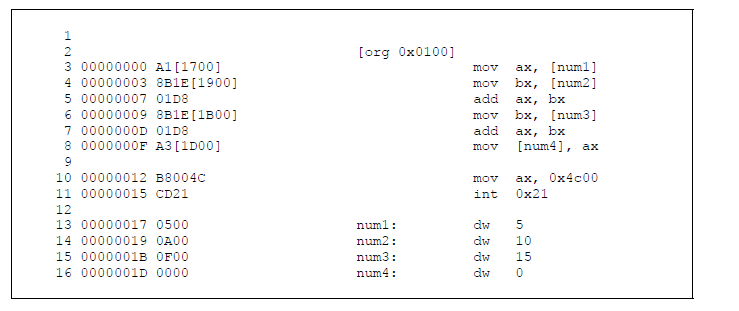 1
2 [org 0x0100]
3 00000000 A1[1700] mov ax, [num1]
4 00000003 8B1E[1900] mov bx, [num2]
5 00000007 01D8 add ax, bx
6 00000009 8B1E[1B00] mov bx, [num3]
7 0000000D 01D8 add ax, bx
8 0000000F A3[1D00] mov [num4], ax
9
10 00000012 B8004C mov ax, 0x4c00
11 00000015 CD21 int 0x21
12
13 00000017 0500 num1: dw 5
14 00000019 0A00 num2: dw 10
15 0000001B 0F00 num3: dw 15
16 0000001D 0000 num4: dw 0